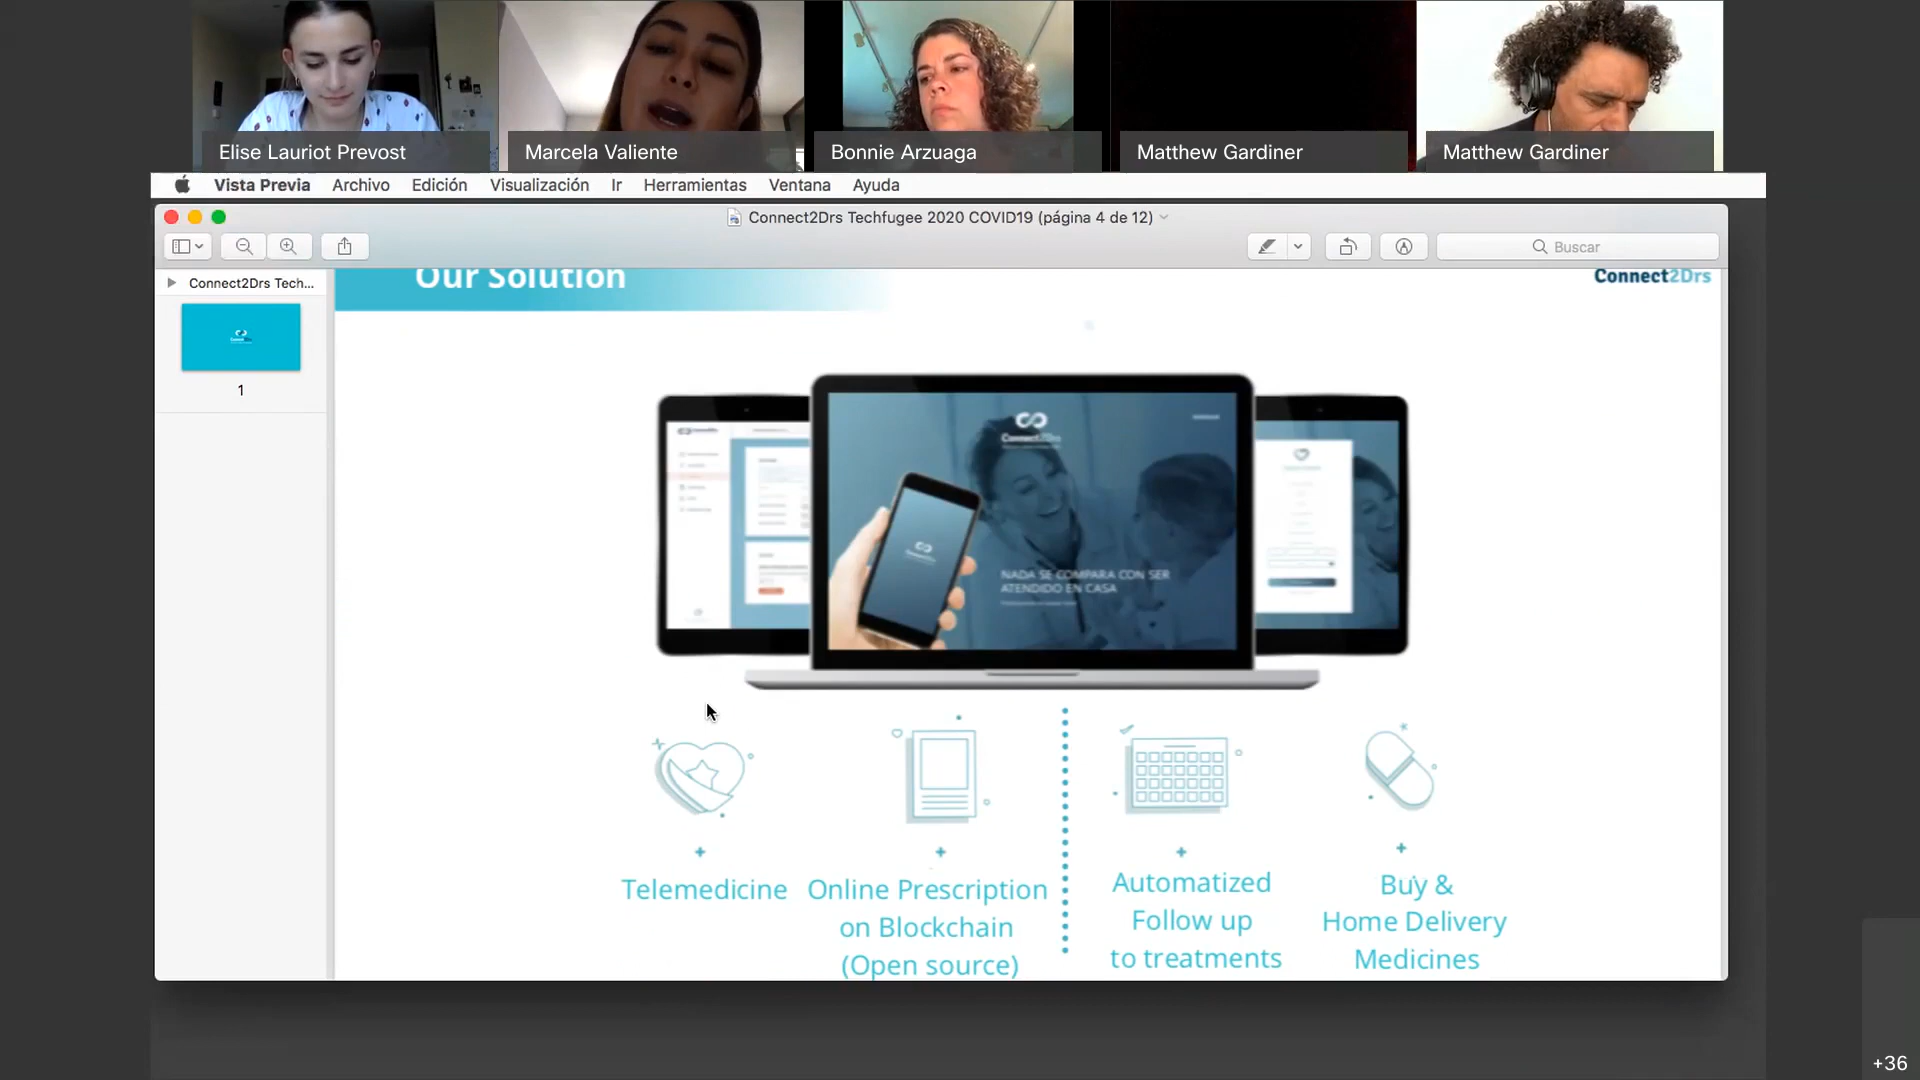 Elise Lauriot Prevost
Marcela Valiente
Bonnie Arzuaga
Matthew Gardiner
Matthew Gardiner
Vista Previa Archivo Edición Visualización Ir Herramientas Ventana Ayuda
Connect2Drs Techfugee 2020 COVID19 (página 4 de 12)
Buscar
Connect2Drs Tech...
1
Our Solution
Connect2Drs
Connect2Drs
NADA SE COMPARA CON SER
ATENDIDO EN CASA
Telemedicine
Online Prescription
on Blockchain
(Open source)
Automatized
Follow up
to treatments
Buy &
Home Delivery
Medicines
+36